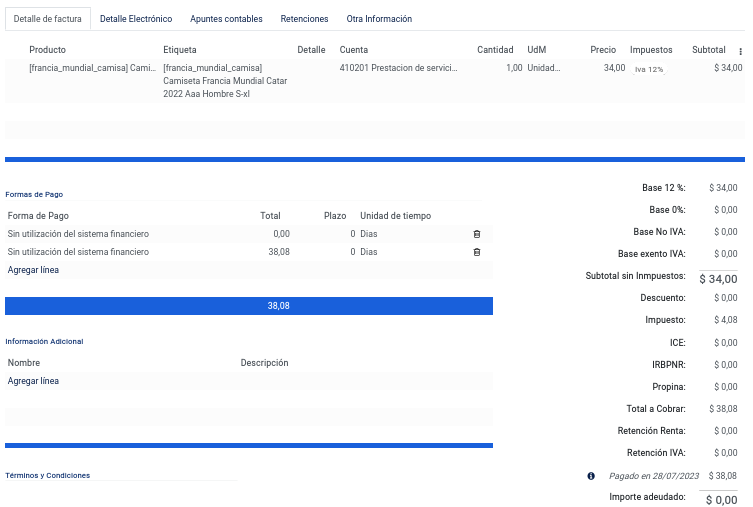 Detalle de factura Detalle Electrónico Apuntes contables Retenciones Otra Información
Producto Etiqueta Detalle Cuenta Cantidad UdM Precio Impuestos Subtotal
[francia_mundial_camisa] Cami... [francia_mundial_camisa] 410201 Prestacion de servici... 1,00 Unidad... 34,00 Iva 12% $ 34,00
Camiseta Francia Mundial Catar
2022 Aaa Hombre S-xl
Base 12 %: $ 34,00
Formas de Pago
Base 0%: $ 0,00
Forma de Pago Total Plazo Unidad de tiempo
Sin utilización del sistema financiero 0,00 0 Dias
Base No IVA: $ 0,00
Sin utilización del sistema financiero 38,08 0 Dias
Base exento IVA: $ 0,00
Agregar línea
Subtotal sin Inmpuestos: $ 34,00
Descuento: $ 0,00
38,08
Impuesto: $ 4,08
Información Adicional
ICE: $ 0,00
Nombre Descripción
IRBPNR: $ 0,00
Agregar línea
Propina: $ 0,00
Total a Cobrar: $ 38,08
Retención Renta: $ 0,00
Retención IVA: $ 0,00
Términos y Condiciones
Pagado en 28/07/2023 $ 38,08
Importe adeudado: $ 0,00